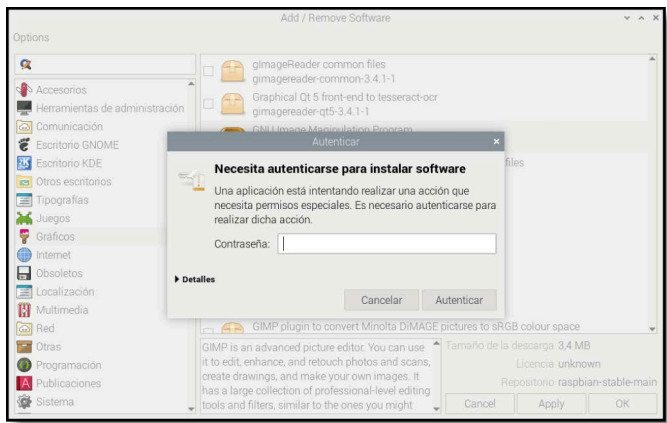 Add / Remove Software
Options
Accesorios
Herramientas de administración
Comunicación
Escritorio GNOME
Escritorio KDE
Otros escritorios
Tipografías
Juegos
Gráficos
Internet
Obsoletos
Localización
Multimedia
Red
Otras
Programación
Publicaciones
Sistema
gImageReader common files
gimagereader-common-3.4.1-1
Graphical Qt 5 front-end to tesseract-ocr
gimagereader-qt5-3.4.1-1
GNU Image Manipulation Program
files
Autenticar
Necesita autenticarse para instalar software
Una aplicación está intentando realizar una acción que
necesita permisos especiales. Es necesario autenticarse para
realizar dicha acción.
Contraseña:
Detalles
Cancelar
Autenticar
GIMP plugin to convert Minolta DiMAGE pictures to sRGB colour space
GIMP is an advanced picture editor. You can use
it to edit, enhance, and retouch photos and scans,
create drawings, and make your own images. It
has a large collection of professional-level editing
tools and filters, similar to the ones you might
Tamaño de la descarga 3,4 MB
Licencia unknown
Repositorio raspbian-stable-main
Cancel
Apply
OK